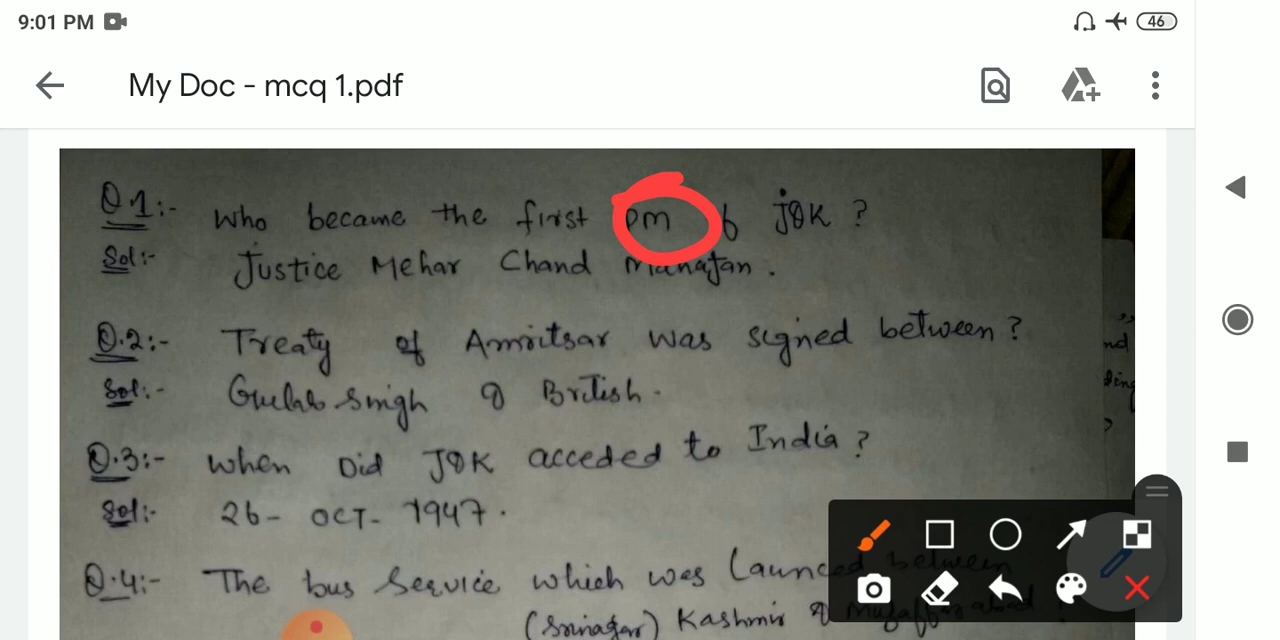 9:01 PM
46
My Doc - mcq 1.pdf
Q.1:- Who became the first pm of J&K ?
Sol:- Justice Mehar Chand Mahajan .
Q.2:- Treaty of Amritsar was signed between ?
Sol:- Gulab Singh & British .
Q.3:- When Did J&K acceded to India ?
Sol:- 26- OCT- 1947 .
Q.4:- The bus Service which was launced between
(Srinagar) Kashmir & Muzaffarabad